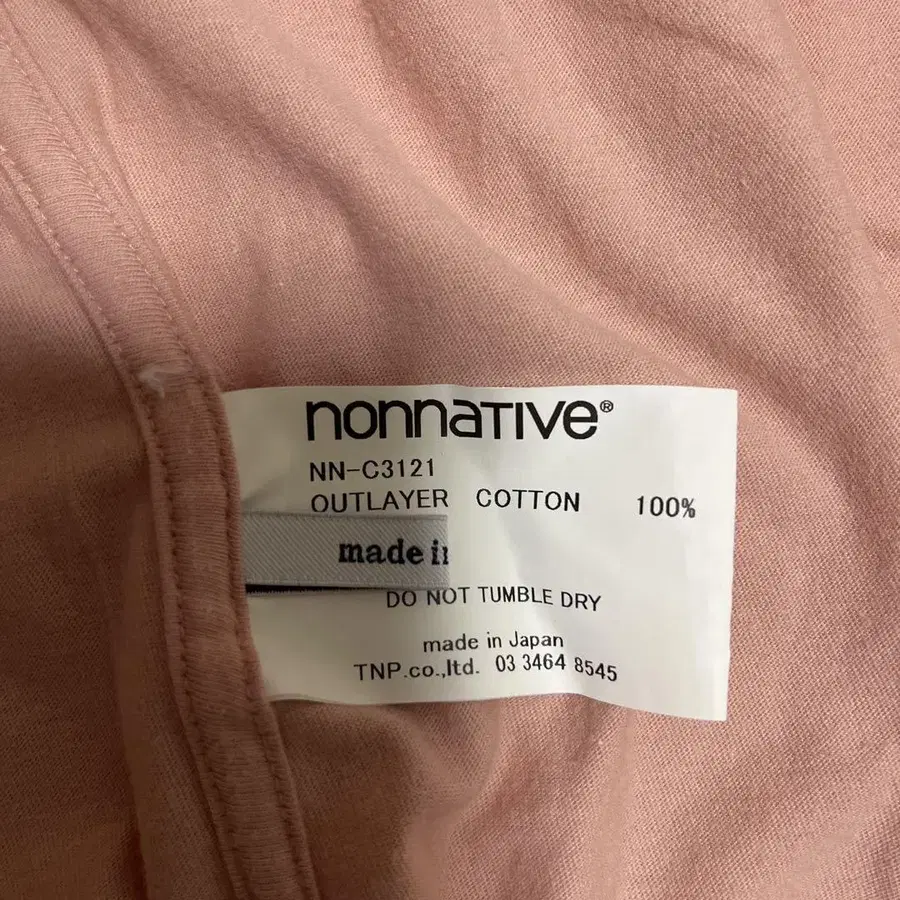 nonnative®
NN-C3121
OUTLAYER COTTON 100%
made in
DO NOT TUMBLE DRY
made in Japan
TNP.co.,ltd. 03 3464 8545